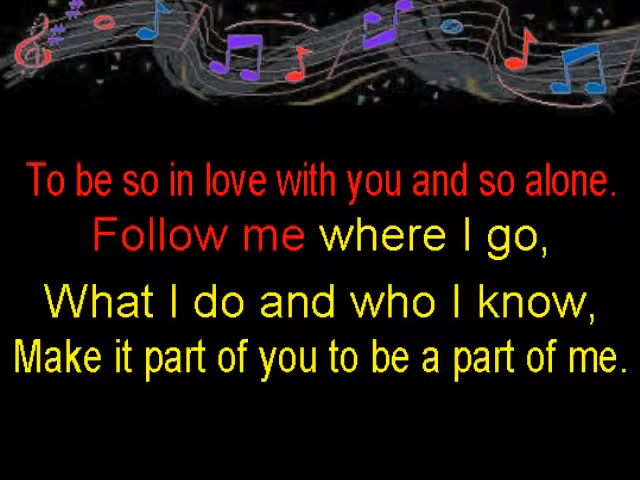 To be so in love with you and so alone.
Follow me where I go,
What I do and who I know,
Make it part of you to be a part of me.